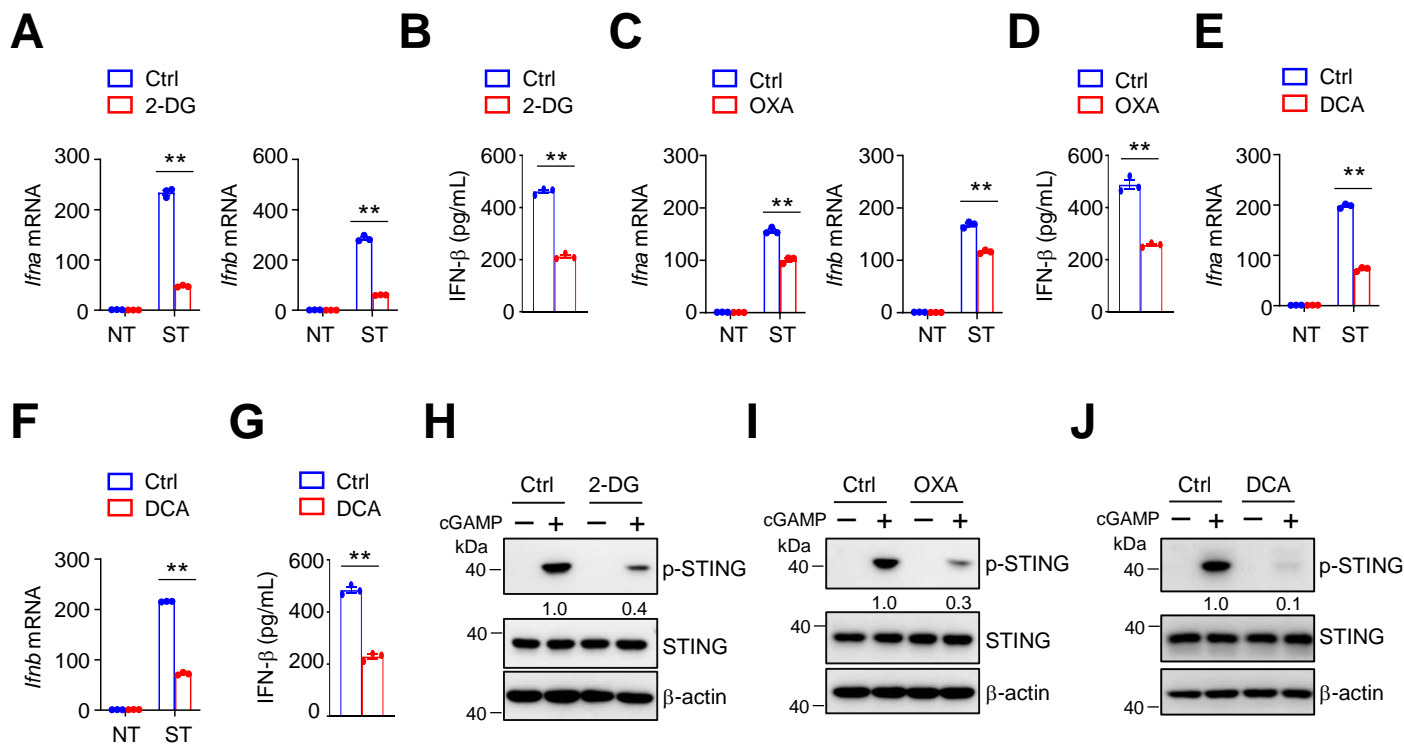 A
Ctrl
2-DG
Ifna mRNA
300
200
100
0
**
NT
ST
Ifnb mRNA
600
400
200
0
**
NT
ST
B
Ctrl
2-DG
IFN-β (pg/mL)
600
400
200
0
**
C
Ctrl
OXA
Ifna mRNA
300
200
100
0
**
NT
ST
Ifnb mRNA
300
200
100
0
**
NT
ST
D
Ctrl
OXA
IFN-β (pg/mL)
600
400
200
0
**
E
Ctrl
DCA
Ifna mRNA
300
200
100
0
**
NT
ST
F
Ctrl
DCA
Ifnb mRNA
300
200
100
0
**
NT
ST
G
Ctrl
DCA
IFN-β (pg/mL)
600
400
200
0
**
H
Ctrl 2-DG
cGAMP − + − +
kDa
40 p-STING
1.0 0.4
40 STING
40 β-actin
I
Ctrl OXA
cGAMP − + − +
kDa
40 p-STING
1.0 0.3
40 STING
40 β-actin
J
Ctrl DCA
cGAMP − + − +
kDa
40 p-STING
1.0 0.1
40 STING
40 β-actin